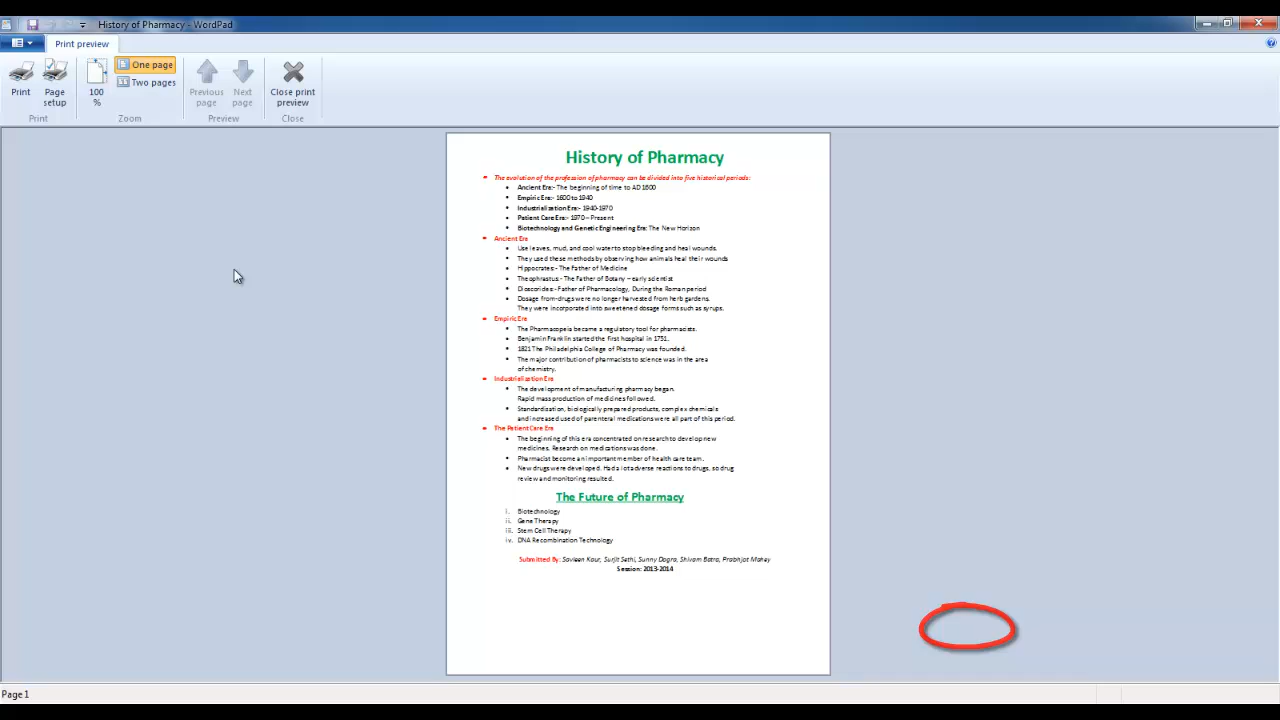 History of Pharmacy - WordPad
Print preview
Print
Page setup
100 %
One page
Two pages
Previous page
Next page
Close print preview
Print
Zoom
Preview
Close
History of Pharmacy
The evolution of the profession of pharmacy can be divided into five historical periods:
Ancient Era:- The beginning of time to AD 1600
Empiric Era:- 1600 to 1940
Industrialization Era:- 1940-1970
Patient Care Era:- 1970 – Present
Biotechnology and Genetic Engineering Era: The New Horizon
Ancient Era
Use leaves, mud, and cool water to stop bleeding and heal wounds.
They used these methods by observing how animals heal their wounds
Hippocrates:- The Father of Medicine
Theophrastus:- The Father of Botany – early scientist
Dioscorides:- Father of Pharmacology, During the Roman period
Dosage from-drugs were no longer harvested from herb gardens.
They were incorporated into sweetened dosage forms such as syrups.
Empiric Era
The Pharmacopeia became a regulatory tool for pharmacists.
Benjamin Franklin started the first hospital in 1751.
1821 The Philadelphia College of Pharmacy was founded.
The major contribution of pharmacists to science was in the area
of chemistry.
Industrialization Era
The development of manufacturing pharmacy began.
Rapid mass production of medicines followed.
Standardization, biologically prepared products, complex chemicals
and increased used of parenteral medications were all part of this period.
The Patient Care Era
The beginning of this era concentrated on research to develop new
medicines. Research on medications was done.
Pharmacist become an important member of health care team.
New drugs were developed. Had a lot adverse reactions to drugs, so drug
review and monitoring resulted.
The Future of Pharmacy
i. Biotechnology
ii. Gene Therapy
iii. Stem Cell Therapy
iv. DNA Recombination Technology
Submitted By: Savleen Kaur, Surjit Sethi, Sunny Dogra, Shivam Batra, Prabhjot Mahey
Session: 2013-2014
Page 1